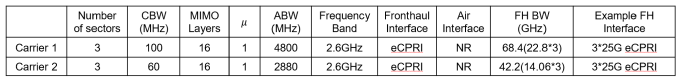 Number of sectors CBW (MHz) MIMO Layers μ ABW (MHz) Frequency Band Fronthaul Interface Air Interface FH BW (GHz) Example FH Interface
Carrier 1 3 100 16 1 4800 2.6GHz eCPRI NR 68.4(22.8*3) 3*25G eCPRI
Carrier 2 3 60 16 1 2880 2.6GHz eCPRI NR 42.2(14.06*3) 3*25G eCPRI